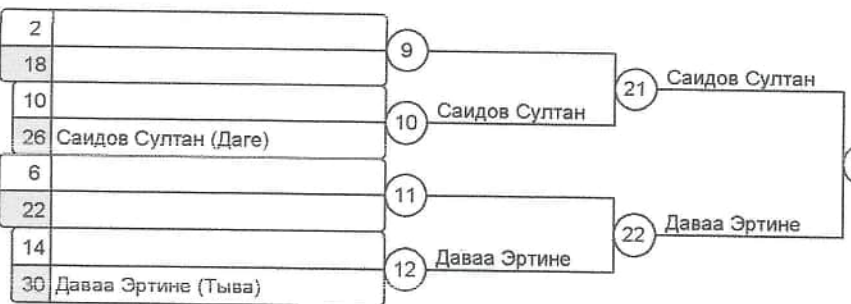 2
18
10
26 Саидов Султан (Даге)
6
22
14
30 Даваа Эртине (Тыва)
9
10 Саидов Султан
11
12 Даваа Эртине
21 Саидов Султан
22 Даваа Эртине